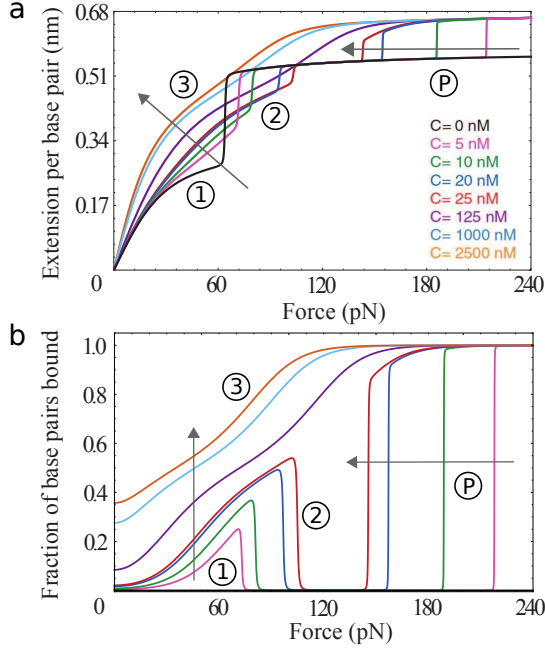 a
Extension per base pair (nm)
0.68
0.51
0.34
0.17
0
3
2
1
P
C= 0 nM
C= 5 nM
C= 10 nM
C= 20 nM
C= 25 nM
C= 125 nM
C= 1000 nM
C= 2500 nM
60 120 180 240
Force (pN)
b
Fraction of base pairs bound
1.0
0.8
0.6
0.4
0.2
0
3
2
1
P
0 60 120 180 240
Force (pN)